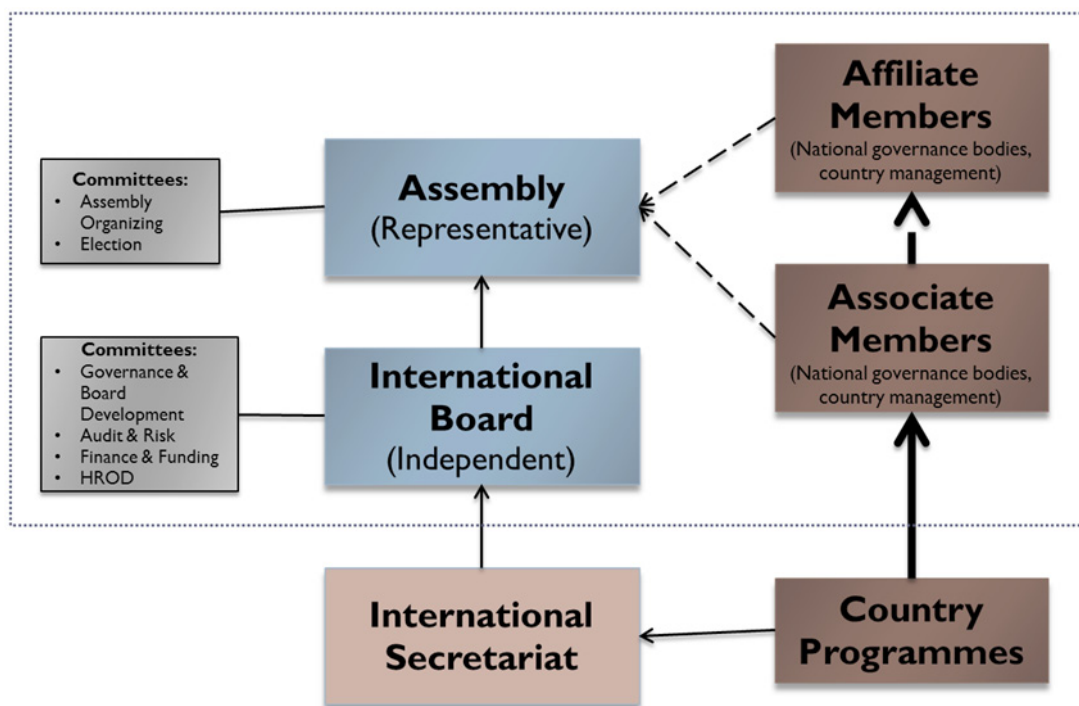 Affiliate
Members
(National governance bodies,
country management)
Committees:
• Assembly
Organizing
• Election
Assembly
(Representative)
Associate
Members
(National governance bodies,
country management)
Committees:
• Governance &
Board
Development
• Audit & Risk
• Finance & Funding
• HROD
International
Board
(Independent)
International
Secretariat
Country
Programmes